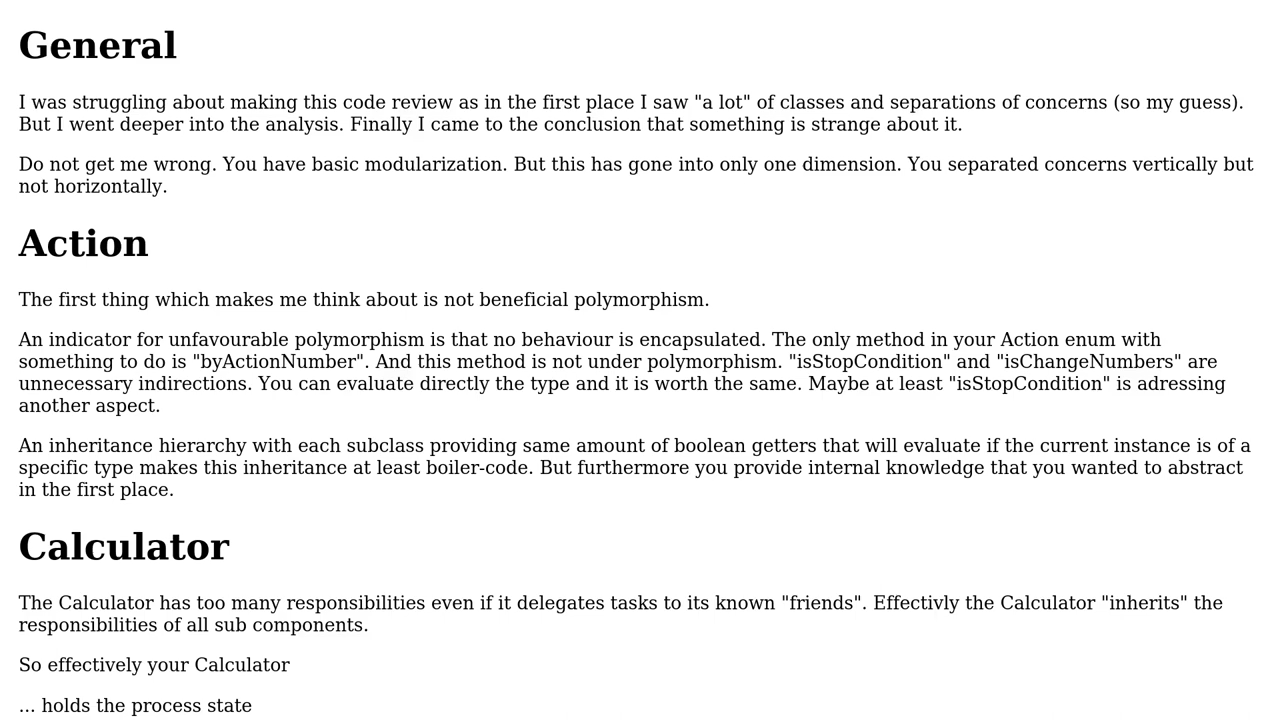 General
I was struggling about making this code review as in the first place I saw "a lot" of classes and separations of concerns (so my guess).
But I went deeper into the analysis. Finally I came to the conclusion that something is strange about it.
Do not get me wrong. You have basic modularization. But this has gone into only one dimension. You separated concerns vertically but
not horizontally.
Action
The first thing which makes me think about is not beneficial polymorphism.
An indicator for unfavourable polymorphism is that no behaviour is encapsulated. The only method in your Action enum with
something to do is "byActionNumber". And this method is not under polymorphism. "isStopCondition" and "isChangeNumbers" are
unnecessary indirections. You can evaluate directly the type and it is worth the same. Maybe at least "isStopCondition" is adressing
another aspect.
An inheritance hierarchy with each subclass providing same amount of boolean getters that will evaluate if the current instance is of a
specific type makes this inheritance at least boiler-code. But furthermore you provide internal knowledge that you wanted to abstract
in the first place.
Calculator
The Calculator has too many responsibilities even if it delegates tasks to its known "friends". Effectivly the Calculator "inherits" the
responsibilities of all sub components.
So effectively your Calculator
... holds the process state